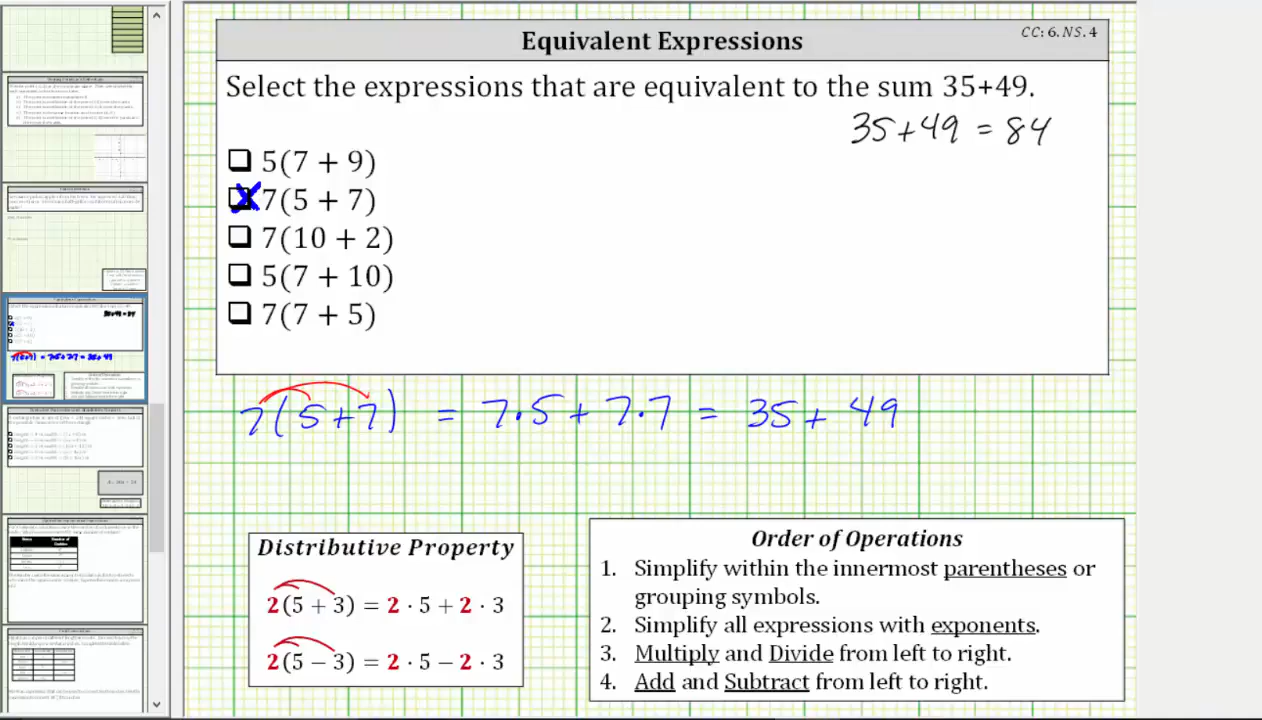 Equivalent Expressions
CC: 6.NS.4
Select the expressions that are equivalent to the sum 35+49.
35+49 = 84
❑ 5(7 + 9)
❑ 7(5 + 7)
❑ 7(10 + 2)
❑ 5(7 + 10)
❑ 7(7 + 5)
7(5+7) = 7·5 + 7·7 = 35 + 49
Distributive Property
2(5 + 3) = 2 · 5 + 2 · 3
2(5 − 3) = 2 · 5 − 2 · 3
Order of Operations
1. Simplify within the innermost parentheses or
grouping symbols.
2. Simplify all expressions with exponents.
3. Multiply and Divide from left to right.
4. Add and Subtract from left to right.